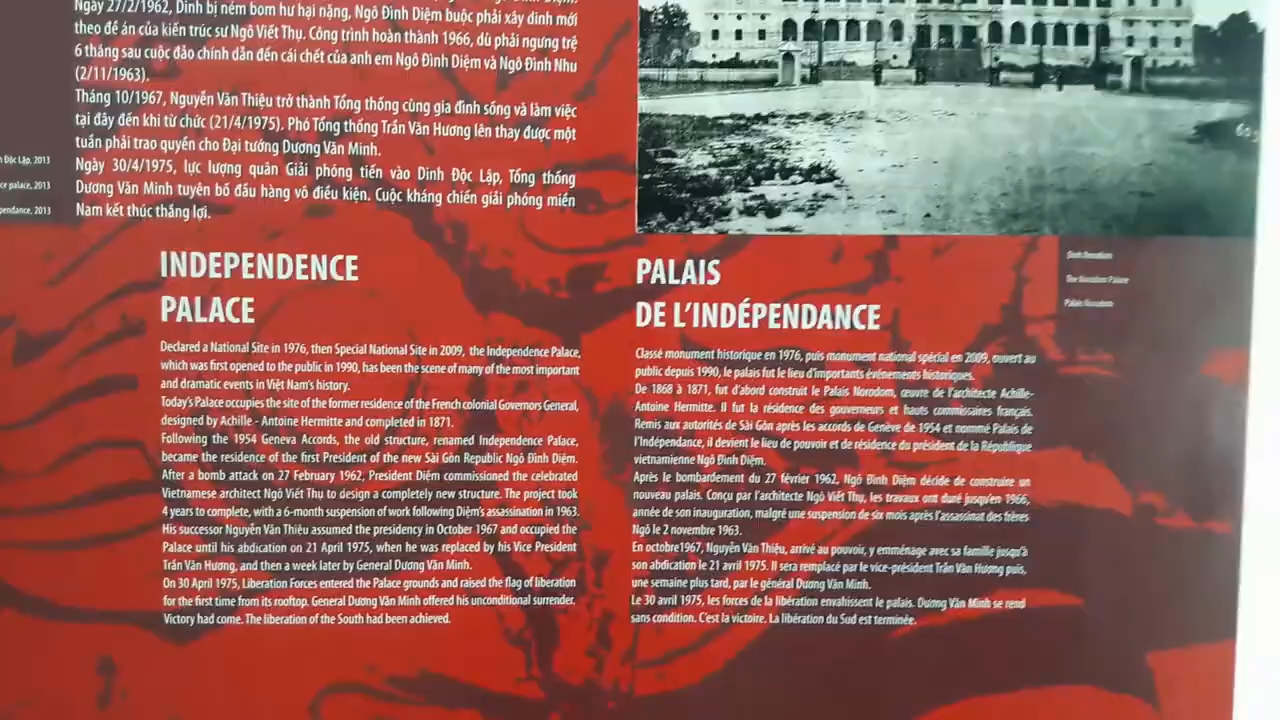 Ngày 27/2/1962, Dinh bị ném bom hư hại nặng, Ngô Đình Diệm buộc phải xây dinh mới
theo đề án của kiến trúc sư Ngô Viết Thụ. Công trình hoàn thành 1966, dù phải ngưng trệ
6 tháng sau cuộc đảo chính dẫn đến cái chết của anh em Ngô Đình Diệm và Ngô Đình Nhu
(2/11/1963).
Tháng 10/1967, Nguyễn Văn Thiệu trở thành Tổng thống cùng gia đình sống và làm việc
tại đây đến khi từ chức (21/4/1975). Phó Tổng thống Trần Văn Hương lên thay được một
tuần phải trao quyền cho Đại tướng Dương Văn Minh.
Ngày 30/4/1975, lực lượng quân Giải phóng tiến vào Dinh Độc Lập, Tổng thống
Dương Văn Minh tuyên bố đầu hàng vô điều kiện. Cuộc kháng chiến giải phóng miền
Nam kết thúc thắng lợi.
Độc Lập, 2013
palace, 2013
2013
INDEPENDENCE
PALACE
Declared a National Site in 1976, then Special National Site in 2009, the Independence Palace,
which was first opened to the public in 1990, has been the scene of many of the most important
and dramatic events in Việt Nam's history.
Today's Palace occupies the site of the former residence of the French colonial Governors General,
designed by Achille - Antoine Hermitte and completed in 1871.
Following the 1954 Geneva Accords, the old structure, renamed Independence Palace,
became the residence of the first President of the new Sài Gòn Republic Ngô Đình Diệm.
After a bomb attack on 27 February 1962, President Diệm commissioned the celebrated
Vietnamese architect Ngô Viết Thụ to design a completely new structure. The project took
4 years to complete, with a 6-month suspension of work following Diệm's assassination in 1963.
His successor Nguyễn Văn Thiệu assumed the presidency in October 1967 and occupied the
Palace until his abdication on 21 April 1975, when he was replaced by his Vice President
Trần Văn Hương, and then a week later by General Dương Văn Minh.
On 30 April 1975, Liberation Forces entered the Palace grounds and raised the flag of liberation
for the first time from its rooftop. General Dương Văn Minh offered his unconditional surrender.
Victory had come. The liberation of the South had been achieved.
PALAIS
DE L'INDÉPENDANCE
Classé monument historique en 1976, puis monument national spécial en 2009, ouvert au
public depuis 1990, le palais fut le lieu d'importants événements historiques.
De 1868 à 1871, fut d'abord construit le Palais Norodom, œuvre de l'architecte Achille-
Antoine Hermitte. Il fut la résidence des gouverneurs et hauts commissaires français.
Remis aux autorités de Sài Gòn après les accords de Genève de 1954 et nommé Palais de
l'Indépendance, il devient le lieu de pouvoir et de résidence du président de la République
vietnamienne Ngô Đình Diệm.
Après le bombardement du 27 février 1962, Ngô Đình Diệm décide de construire un
nouveau palais. Conçu par l'architecte Ngô Viết Thụ, les travaux ont duré jusqu'en 1966,
année de son inauguration, malgré une suspension de six mois après l'assassinat des frères
Ngô le 2 novembre 1963.
En octobre1967, Nguyễn Văn Thiệu, arrivé au pouvoir, y emménage avec sa famille jusqu'à
son abdication le 21 avril 1975. Il sera remplacé par le vice-président Trần Văn Hương puis,
une semaine plus tard, par le général Dương Văn Minh.
Le 30 avril 1975, les forces de la libération envahissent le palais. Dương Văn Minh se rend
sans condition. C'est la victoire. La libération du Sud est terminée.
Dinh Norodom
The Norodom Palace
Palais Norodom